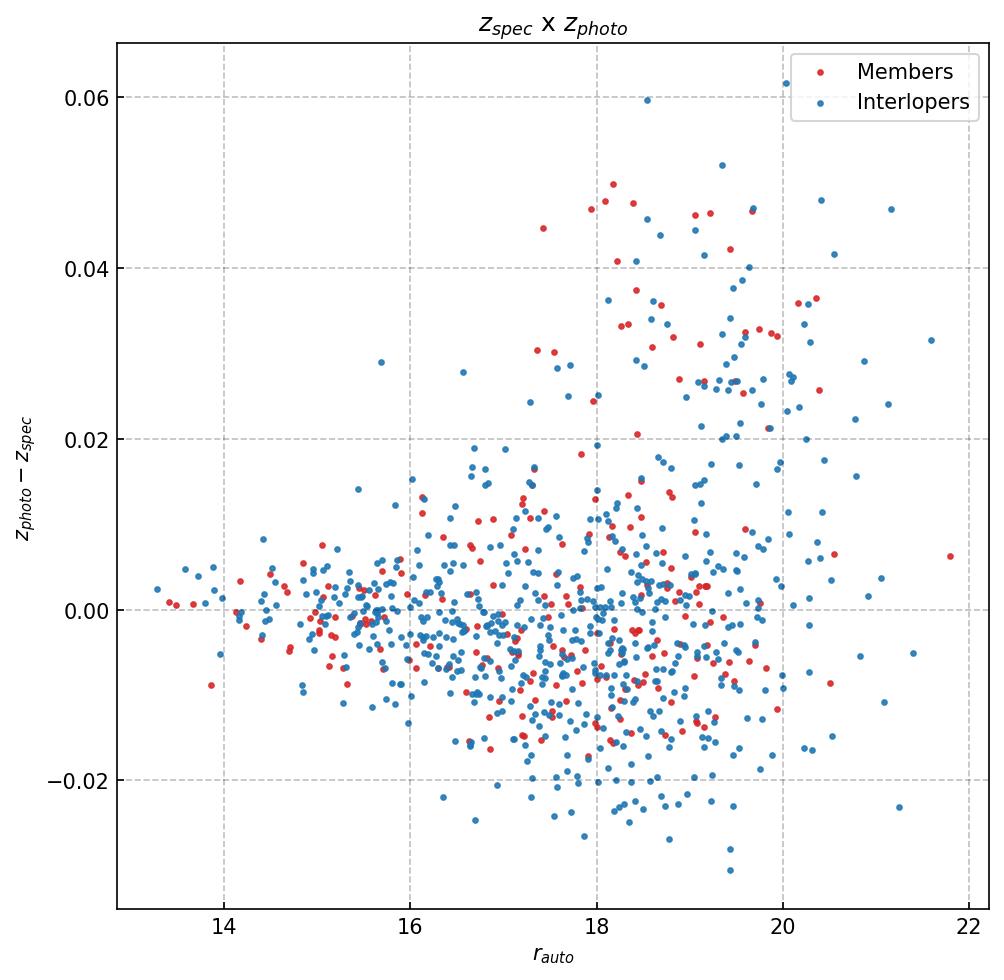 z_spec x z_photo
Members
Interlopers
0.06
0.04
0.02
0.00
−0.02
z_photo − z_spec
14
16
18
20
22
r_auto